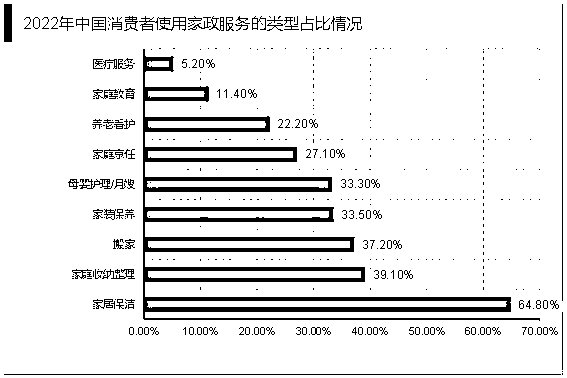 2022年中国消费者使用家政服务的类型占比情况
医疗服务 5.20%
家庭教育 11.40%
养老看护 22.20%
家庭烹饪 27.10%
母婴护理/月嫂 33.30%
家装保养 33.50%
搬家 37.20%
家庭收纳整理 39.10%
家居保洁 64.80%
0.00% 10.00% 20.00% 30.00% 40.00% 50.00% 60.00% 70.00%